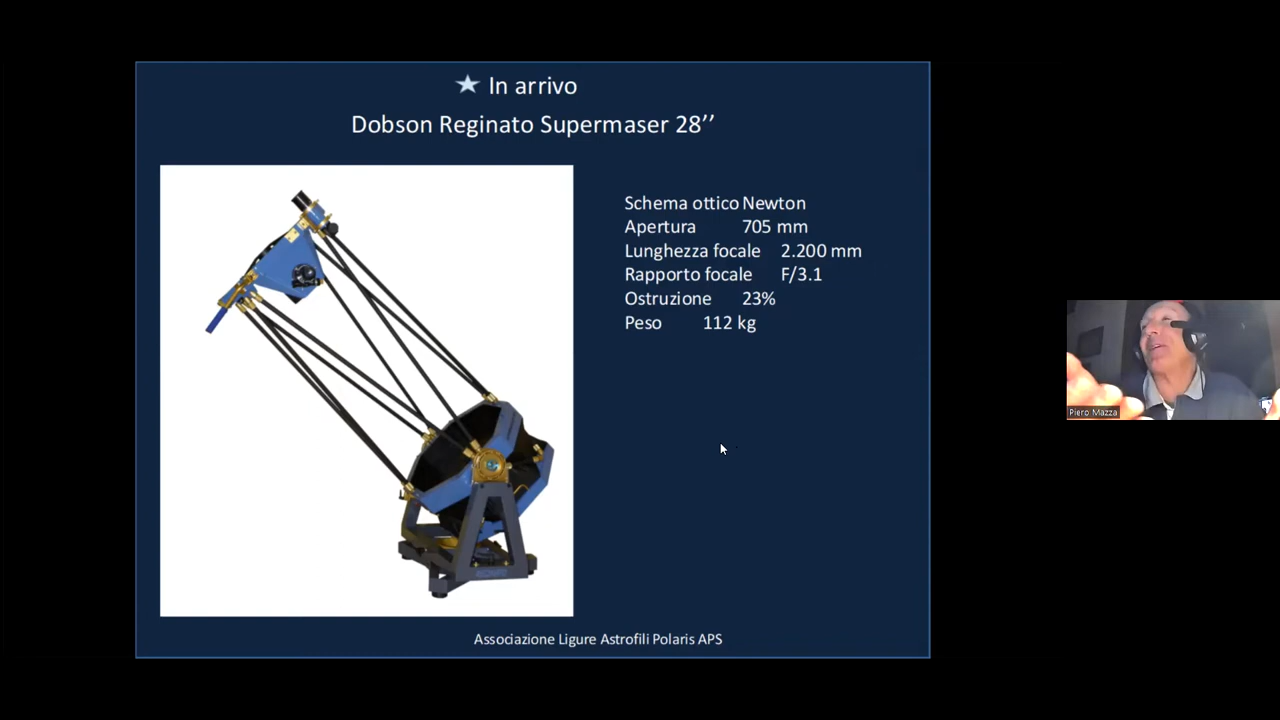 In arrivo
Dobson Reginato Supermaser 28’’
Schema ottico Newton
Apertura 705 mm
Lunghezza focale 2.200 mm
Rapporto focale F/3.1
Ostruzione 23%
Peso 112 kg
Piero Mazza
Associazione Ligure Astrofili Polaris APS